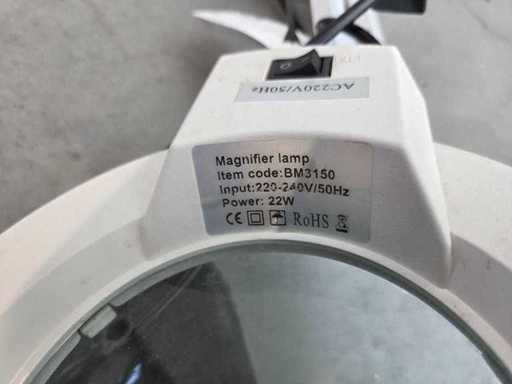 AC220V/50Hz
Magnifier lamp
Item code:BM3150
Input:220-240V/50Hz
Power: 22W
CE RoHS